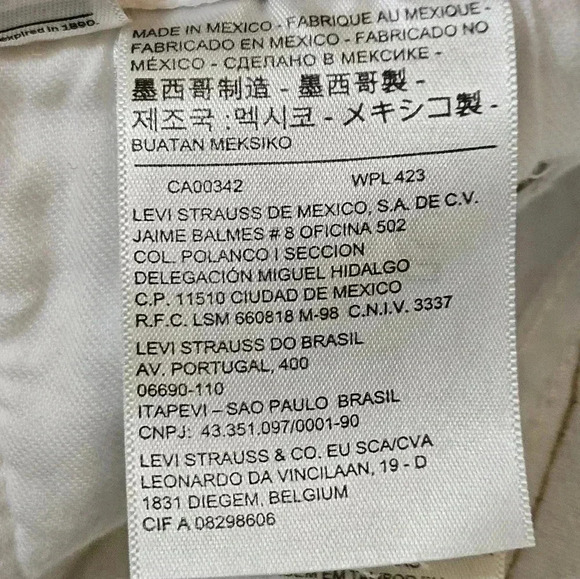 expired in 1890.
MADE IN MEXICO - FABRIQUE AU MEXIQUE -
FABRICADO EN MEXICO - FABRICADO NO
MÉXICO - СДЕЛАНО В МЕКСИКЕ -
墨西哥制造 - 墨西哥製 -
제조국 :멕시코 - メキシコ製 -
BUATAN MEKSIKO
CA00342 WPL 423
LEVI STRAUSS DE MEXICO, S.A. DE C.V.
JAIME BALMES # 8 OFICINA 502
COL. POLANCO I SECCION
DELEGACIÓN MIGUEL HIDALGO
C.P. 11510 CIUDAD DE MEXICO
R.F.C. LSM 660818 M-98 C.N.I.V. 3337
LEVI STRAUSS DO BRASIL
AV. PORTUGAL, 400
06690-110
ITAPEVI – SAO PAULO BRASIL
CNPJ: 43.351.097/0001-90
LEVI STRAUSS & CO. EU SCA/CVA
LEONARDO DA VINCILAAN, 19 - D
1831 DIEGEM, BELGIUM
CIF A 08298606